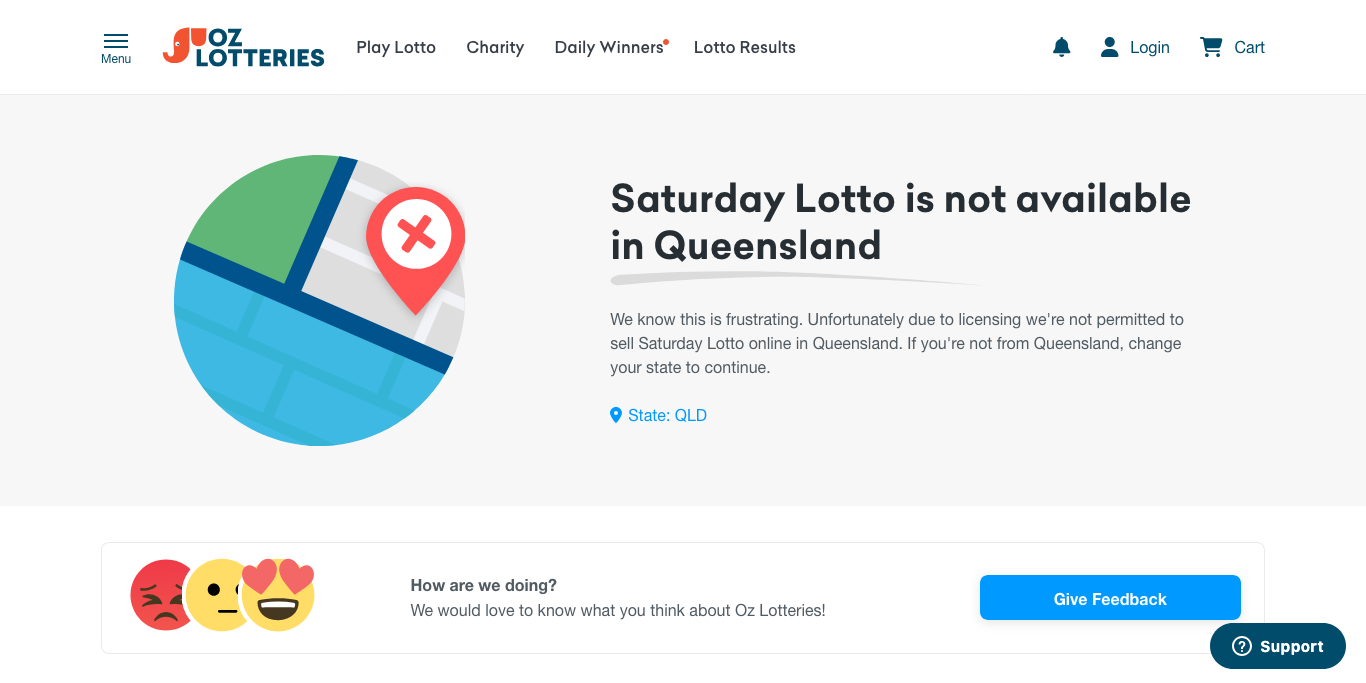 Menu
OZ LOTTERIES
Play Lotto
Charity
Daily Winners
Lotto Results
Login
Cart
Saturday Lotto is not available
in Queensland
We know this is frustrating. Unfortunately due to licensing we're not permitted to
sell Saturday Lotto online in Queensland. If you're not from Queensland, change
your state to continue.
State: QLD
How are we doing?
We would love to know what you think about Oz Lotteries!
Give Feedback
Support